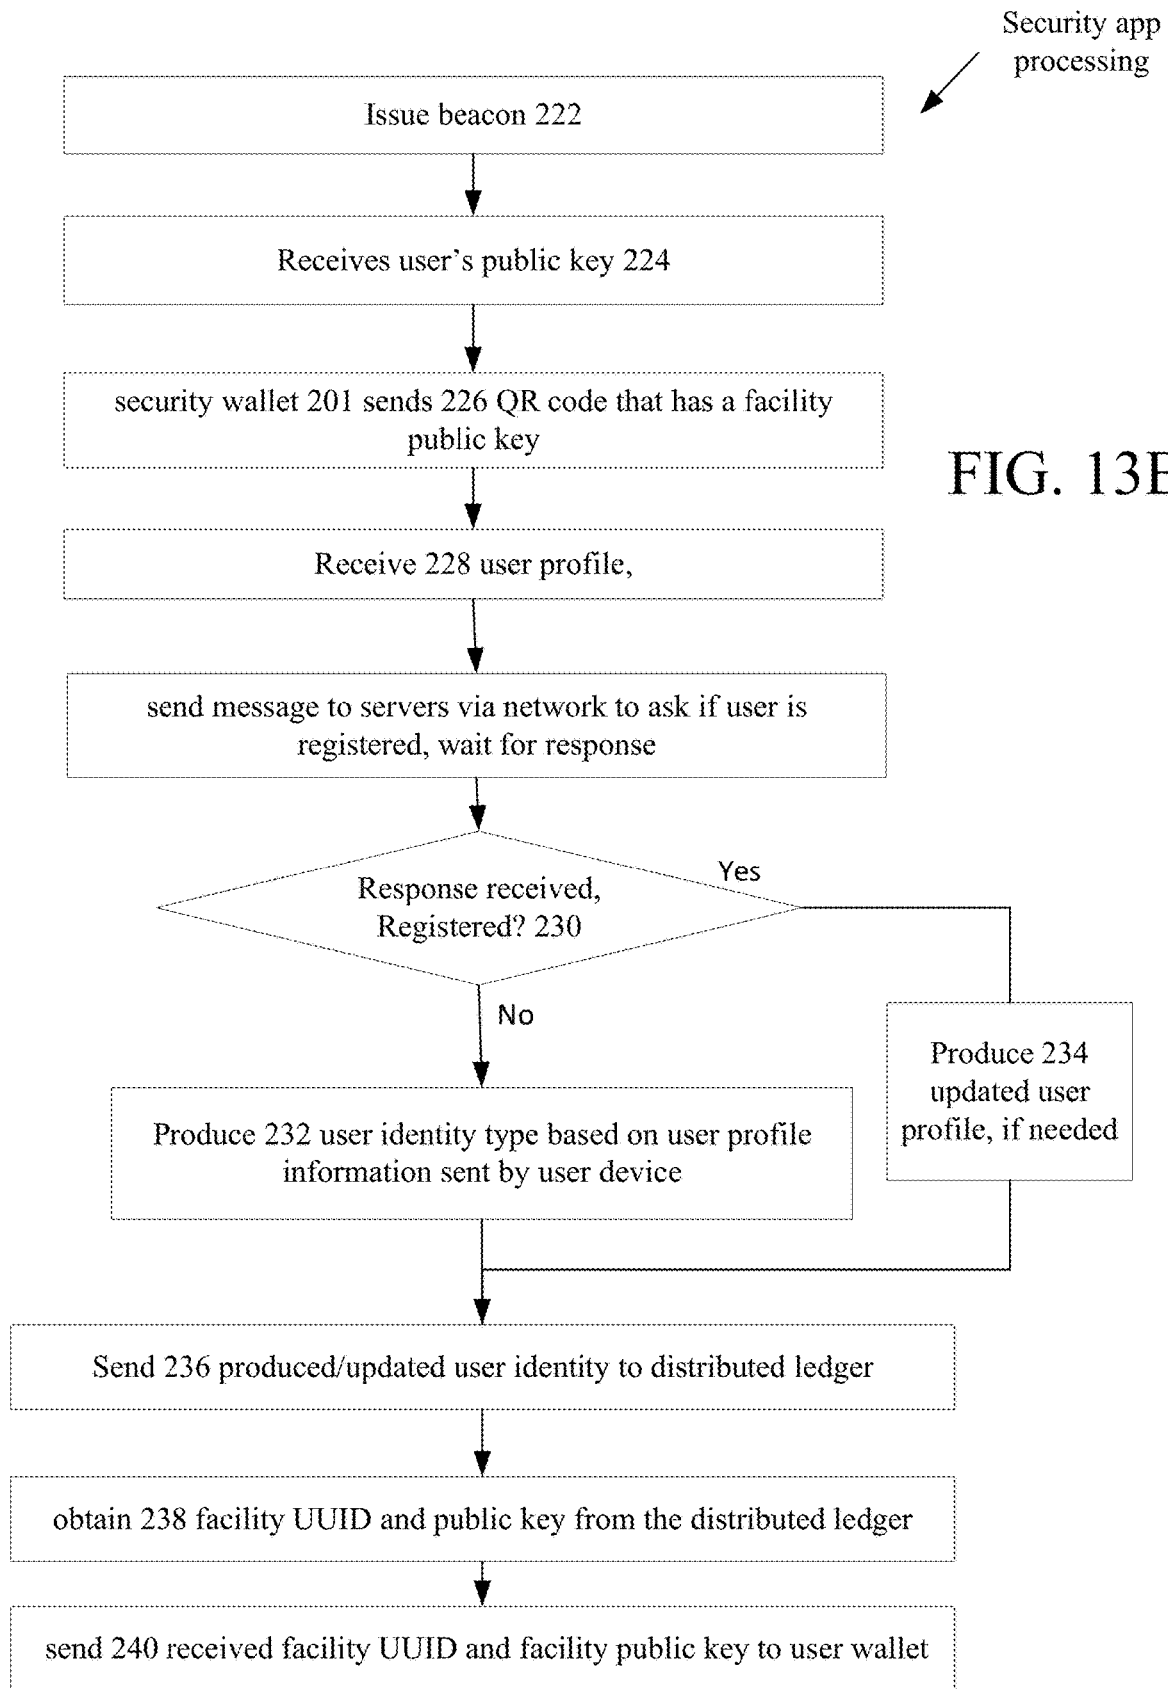 Security app
processing
Issue beacon 222
Receives user's public key 224
security wallet 201 sends 226 QR code that has a facility
public key
FIG. 13B
Receive 228 user profile,
send message to servers via network to ask if user is
registered, wait for response
Response received,
Registered? 230
Yes
No
Produce 234
updated user
profile, if needed
Produce 232 user identity type based on user profile
information sent by user device
Send 236 produced/updated user identity to distributed ledger
obtain 238 facility UUID and public key from the distributed ledger
send 240 received facility UUID and facility public key to user wallet